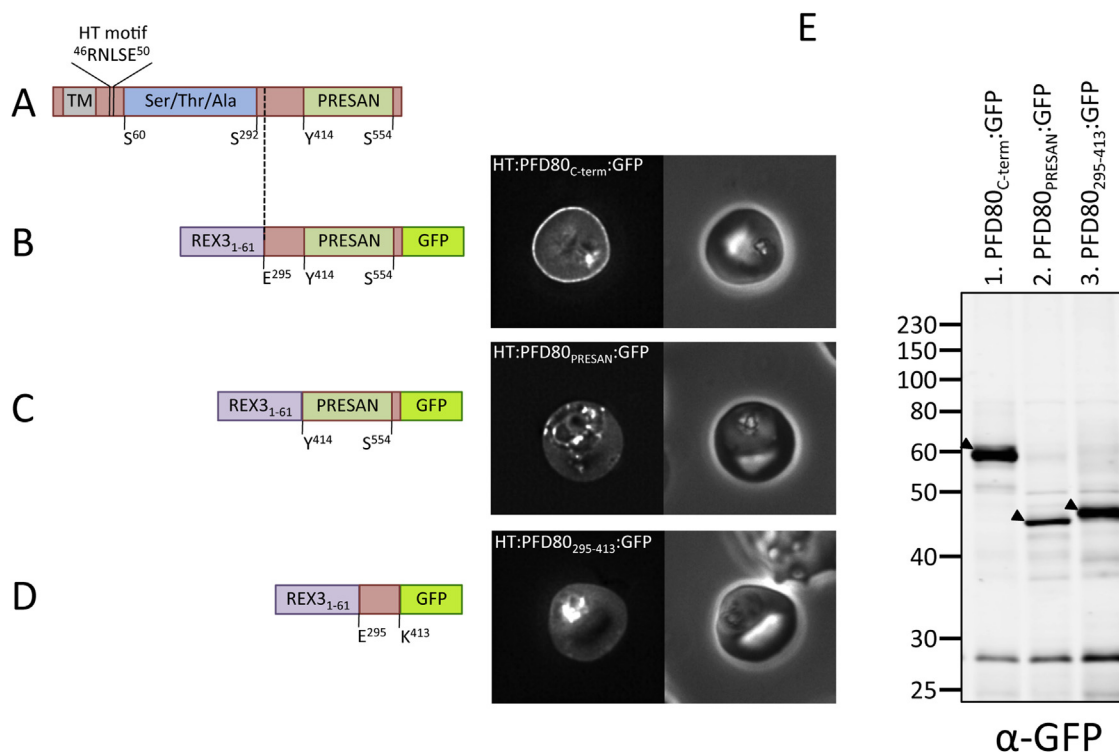 HT motif
⁴⁶RNLSE⁵⁰
A
TM
Ser/Thr/Ala
PRESAN
S⁶⁰
S²⁹²
Y⁴¹⁴
S⁵⁵⁴
B
REX3₁₋₆₁
PRESAN
GFP
E²⁹⁵
Y⁴¹⁴
S⁵⁵⁴
HT:PFD80C-term:GFP
C
REX3₁₋₆₁
PRESAN
GFP
Y⁴¹⁴
S⁵⁵⁴
HT:PFD80PRESAN:GFP
D
REX3₁₋₆₁
GFP
E²⁹⁵
K⁴¹³
HT:PFD80₂₉₅₋₄₁₃:GFP
E
1. PFD80C-term:GFP
2. PFD80PRESAN:GFP
3. PFD80₂₉₅₋₄₁₃:GFP
230
150
100
80
60
50
40
30
25
α-GFP